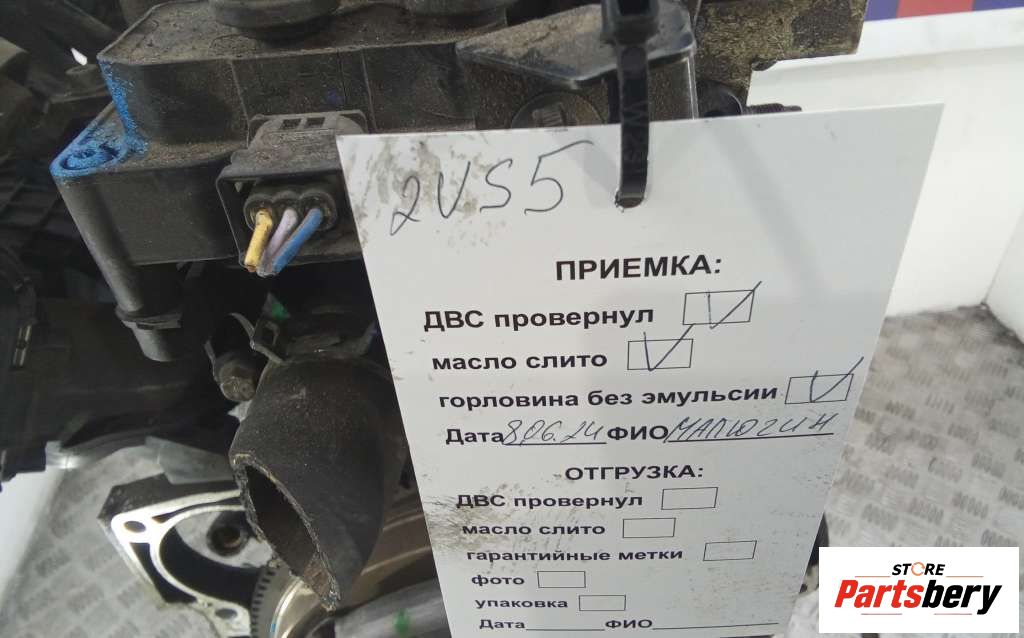 2VS5
ПРИЕМКА:
ДВС провернул
масло слито
горловина без эмульсии
Дата 8.06.24 ФИО МАЛЮГИН
ОТГРУЗКА:
ДВС провернул
масло слито
гарантийные метки
фото
упаковка
Дата ФИО
STORE
Partsbery